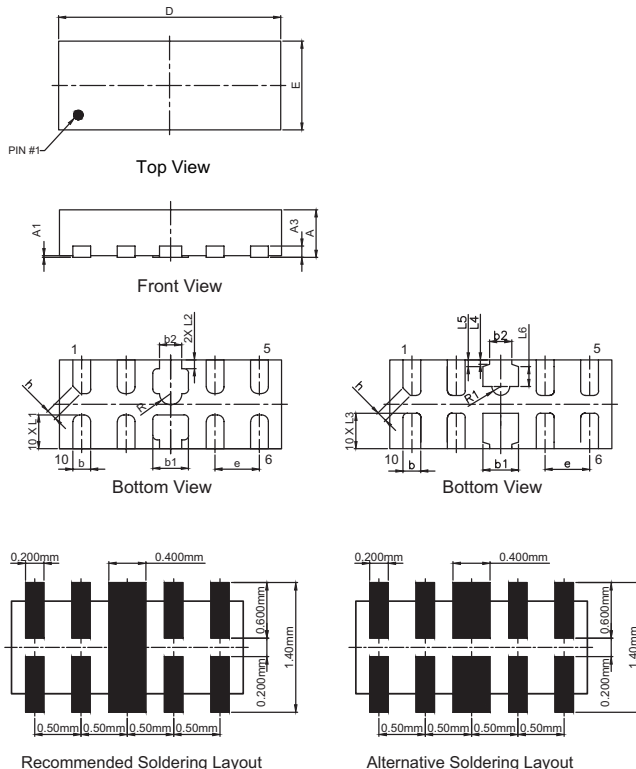 D
E
PIN #1
Top View
A1
A3
A
Front View
b2
2X L2
1
5
h
R
10 X L1
10
6
b
b1
e
Bottom View
L5
L4
b2
L6
1
5
h
R1
10 X L3
10
6
b
b1
e
Bottom View
0.200mm
0.400mm
0.600mm
0.200mm
1.40mm
0.50mm 0.50mm 0.50mm 0.50mm
Recommended Soldering Layout
0.200mm
0.400mm
0.600mm
0.200mm
1.40mm
0.50mm 0.50mm 0.50mm 0.50mm
Alternative Soldering Layout